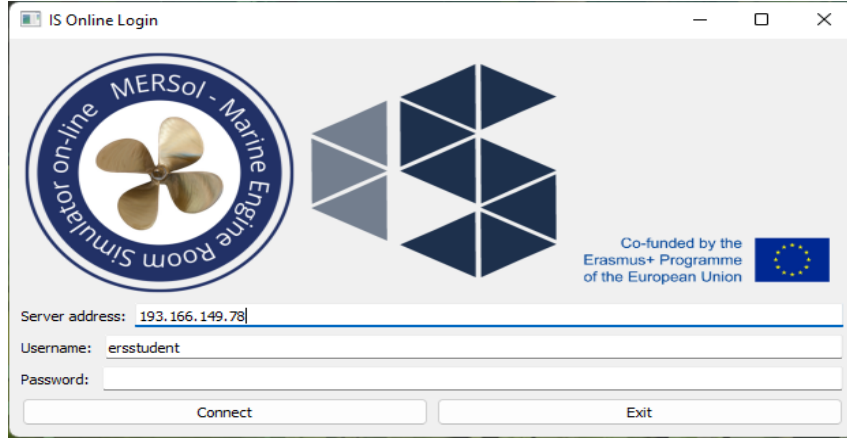 IS Online Login
MERSol - Marine Engine Room Simulator on-line
Co-funded by the
Erasmus+ Programme
of the European Union
Server address: 193.166.149.78
Username: ersstudent
Password:
Connect Exit